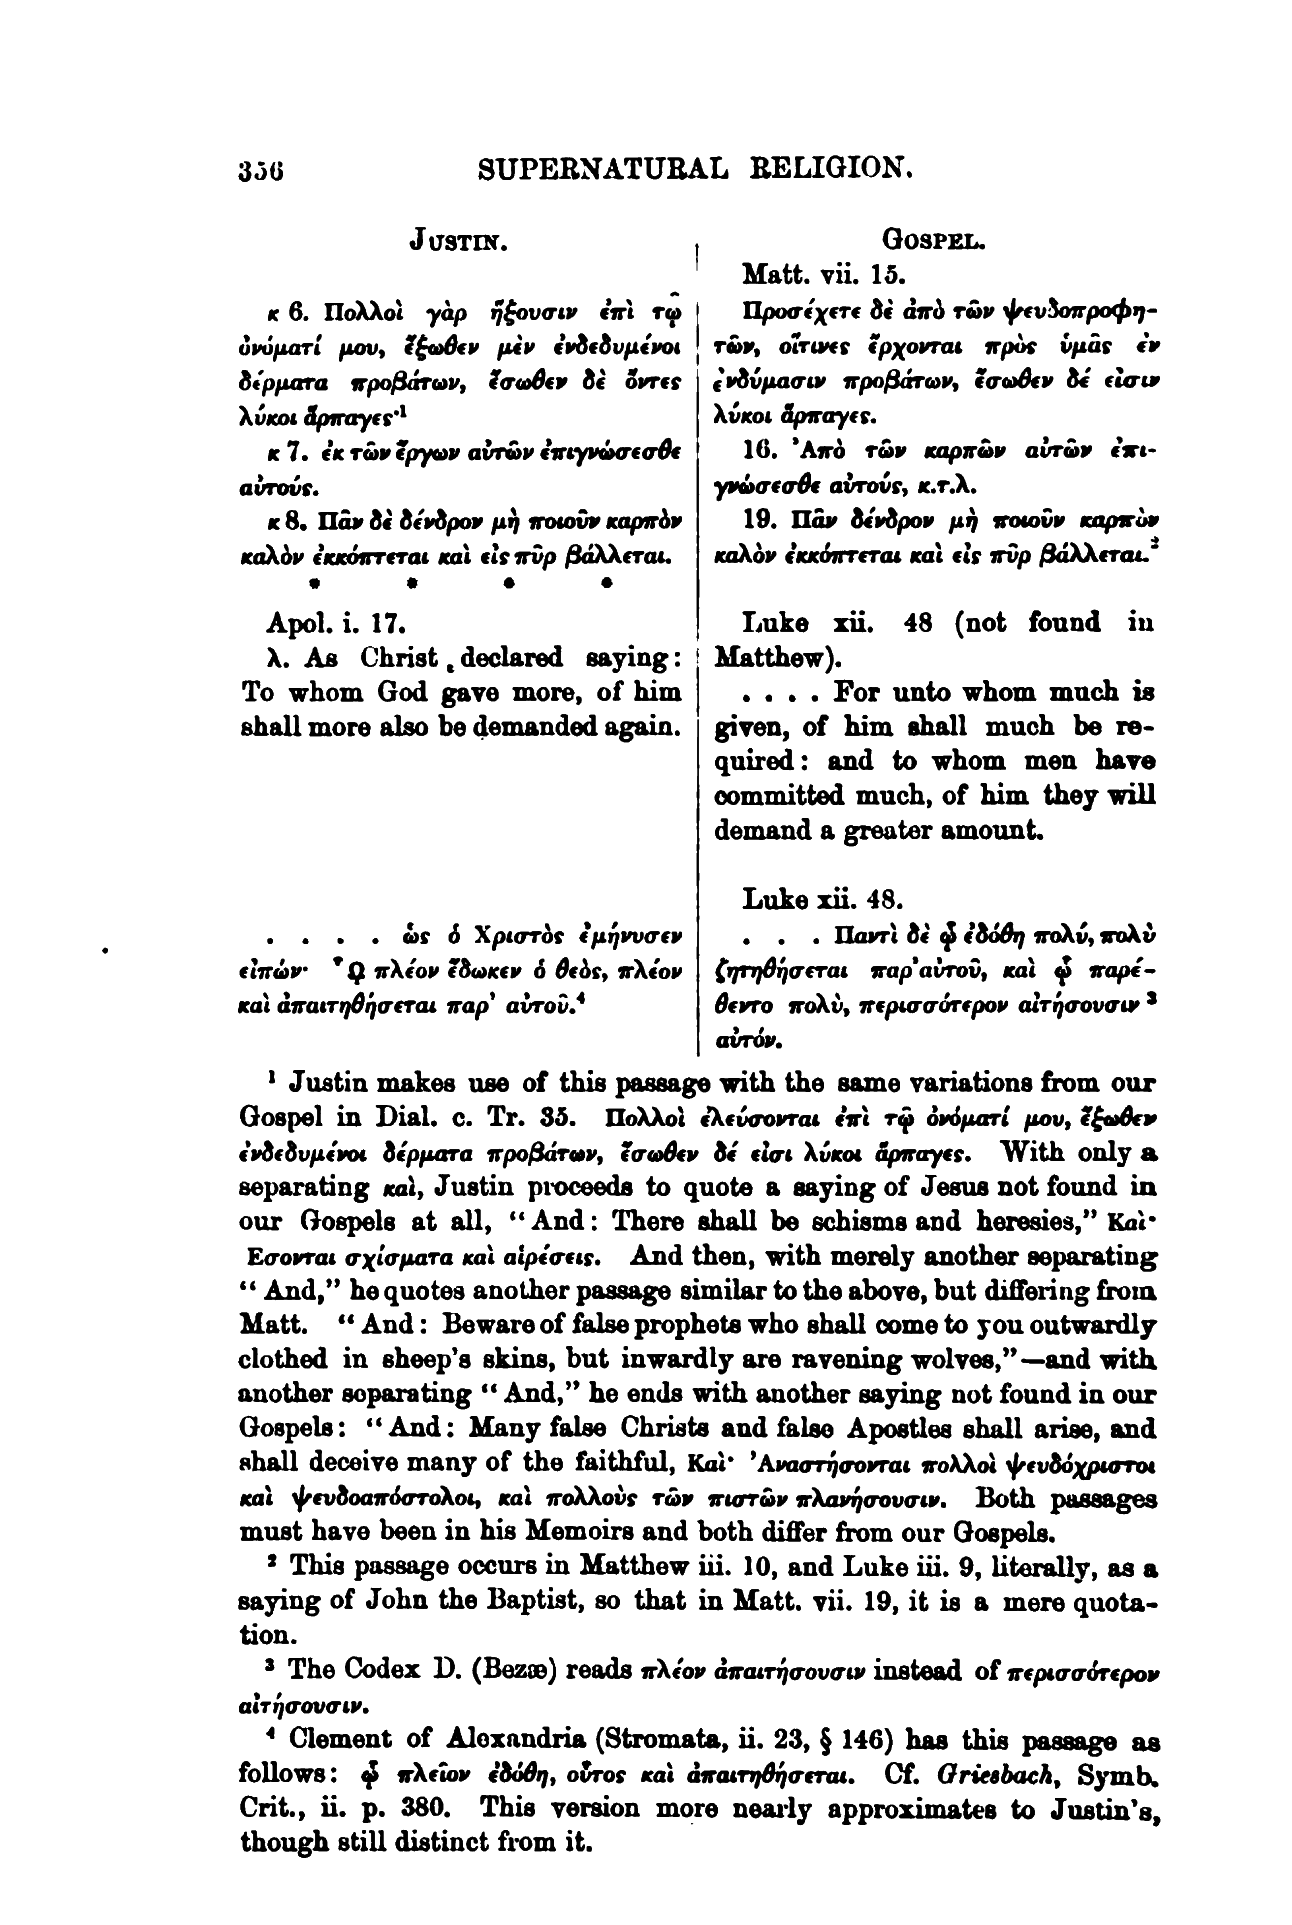 356 SUPERNATURAL RELIGION.
JUSTIN.
κ 6. Πολλοὶ γὰρ ἥξουσιν ἐπὶ τῷ
ὀνόματί μου, ἔξωθεν μὲν ἐνδεδυμένοι
δέρματα προβάτων, ἔσωθεν δὲ ὄντες
λύκοι ἅρπαγες·¹
κ 7. ἐκ τῶν ἔργων αὐτῶν ἐπιγνώσεσθε
αὐτούς.
κ 8. Πᾶν δὲ δένδρον μὴ ποιοῦν καρπὸν
καλὸν ἐκκόπτεται καὶ εἰς πῦρ βάλλεται.
* * * *
Apol. i. 17.
λ. As Christ declared saying:
To whom God gave more, of him
shall more also be demanded again.
. . . . ὡς ὁ Χριστὸς ἐμήνυσεν
εἰπών· Ὧ πλέον ἔδωκεν ὁ θεὸς, πλέον
καὶ ἀπαιτηθήσεται παρ' αὐτοῦ.⁴
GOSPEL.
Matt. vii. 15.
Προσέχετε δὲ ἀπὸ τῶν ψευδοπροφη-
τῶν, οἵτινες ἔρχονται πρὸς ὑμᾶς ἐν
ἐνδύμασιν προβάτων, ἔσωθεν δέ εἰσιν
λύκοι ἅρπαγες.
16. Ἀπὸ τῶν καρπῶν αὐτῶν ἐπι-
γνώσεσθε αὐτούς, κ.τ.λ.
19. Πᾶν δένδρον μὴ ποιοῦν καρπὸν
καλὸν ἐκκόπτεται καὶ εἰς πῦρ βάλλεται.²
Luke xii. 48 (not found in
Matthew).
. . . . For unto whom much is
given, of him shall much be re-
quired: and to whom men have
committed much, of him they will
demand a greater amount.
Luke xii. 48.
. . . Παντὶ δὲ ᾧ ἐδόθη πολύ, πολὺ
ζητηθήσεται παρ' αὐτοῦ, καὶ ᾧ παρέ-
θεντο πολὺ, περισσότερον αἰτήσουσιν ³
αὐτόν.
¹ Justin makes use of this passage with the same variations from our
Gospel in Dial. c. Tr. 35. Πολλοὶ ἐλεύσονται ἐπὶ τῷ ὀνόματί μου, ἔξωθεν
ἐνδεδυμένοι δέρματα προβάτων, ἔσωθεν δέ εἰσι λύκοι ἅρπαγες. With only a
separating καὶ, Justin proceeds to quote a saying of Jesus not found in
our Gospels at all, “And: There shall be schisms and heresies,” Καὶ·
Εσονται σχίσματα καὶ αἱρέσεις. And then, with merely another separating
“And,” he quotes another passage similar to the above, but differing from
Matt. “And: Beware of false prophets who shall come to you outwardly
clothed in sheep's skins, but inwardly are ravening wolves,”—and with
another separating “And,” he ends with another saying not found in our
Gospels: “And: Many false Christs and false Apostles shall arise, and
shall deceive many of the faithful, Καὶ· Ἀναστήσονται πολλοὶ ψευδόχριστοι
καὶ ψευδοαπόστολοι, καὶ πολλοὺς τῶν πιστῶν πλανήσουσιν. Both passages
must have been in his Memoirs and both differ from our Gospels.
² This passage occurs in Matthew iii. 10, and Luke iii. 9, literally, as a
saying of John the Baptist, so that in Matt. vii. 19, it is a mere quota-
tion.
³ The Codex D. (Bezæ) reads πλέον ἀπαιτήσουσιν instead of περισσότερον
αἰτήσουσιν.
⁴ Clement of Alexandria (Stromata, ii. 23, § 146) has this passage as
follows: ᾧ πλεῖον ἐδόθη, οὗτος καὶ ἀπαιτηθήσεται. Cf. Griesbach, Symb.
Crit., ii. p. 380. This version more nearly approximates to Justin's,
though still distinct from it.